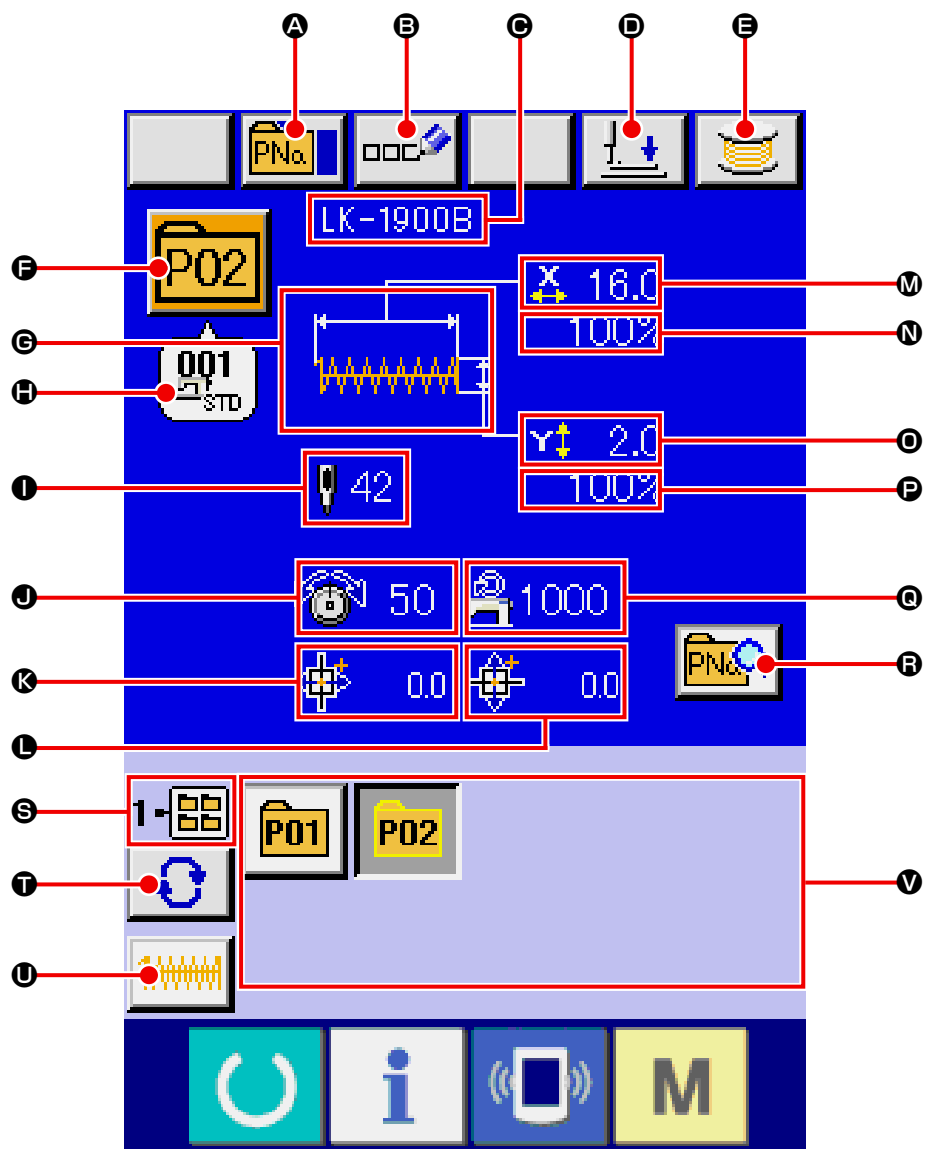 A B C D E
PNo.
LK-1900B
F P02
X 16.0 M
G 100% N
001
H STD
Y 2.0 O
I 42 100% P
J 50 1000 Q
PNo. R
K 0.0 0.0
L
S 1
P01 P02
T V
U
i M